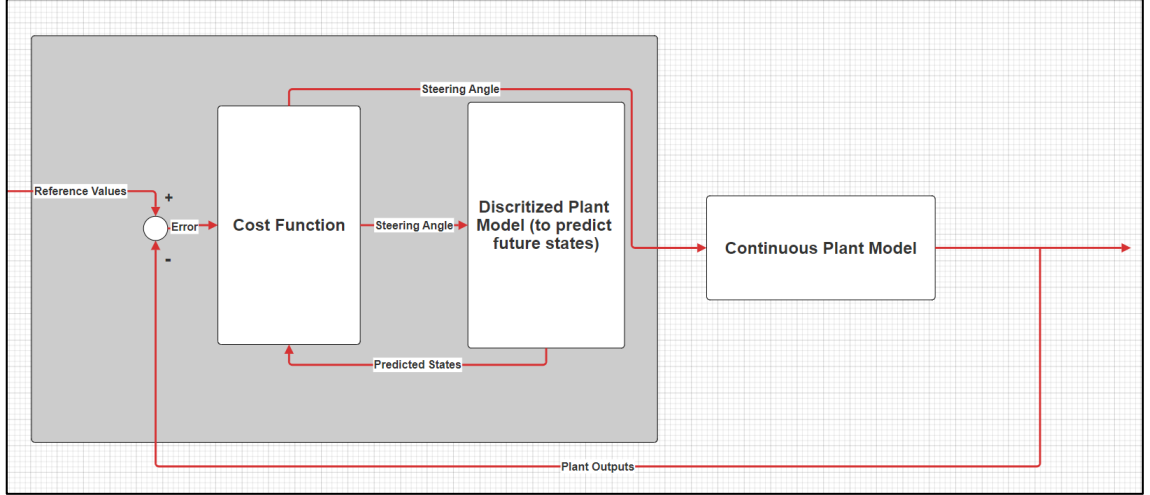 Steering Angle
Reference Values
+
Error
-
Cost Function
Steering Angle
Discritized Plant
Model (to predict
future states)
Continuous Plant Model
Predicted States
Plant Outputs